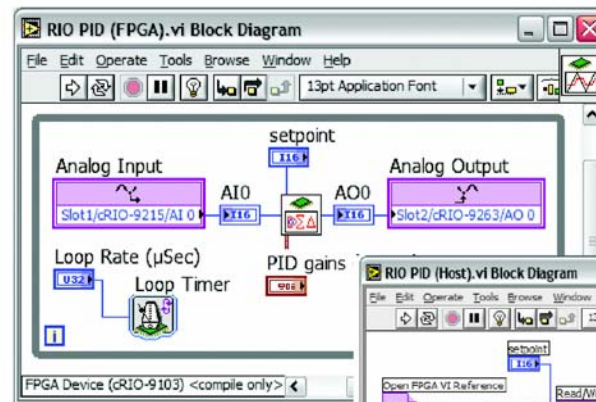 RIO PID (FPGA).vi Block Diagram
File Edit Operate Tools Browse Window Help
13pt Application Font
setpoint
I16
Analog Input
Analog Output
AI0
AO0
Slot1/cRIO-9215/AI 0
I16
I16
Slot2/cRIO-9263/AO 0
Loop Rate (µSec)
PID gains
U32
Loop Timer
i
FPGA Device (cRIO-9103) <compile only>
RIO PID (Host).vi Block Diagram
File Edit Operate Tools Browse Window
setpoint
I16
Open FPGA VI Reference